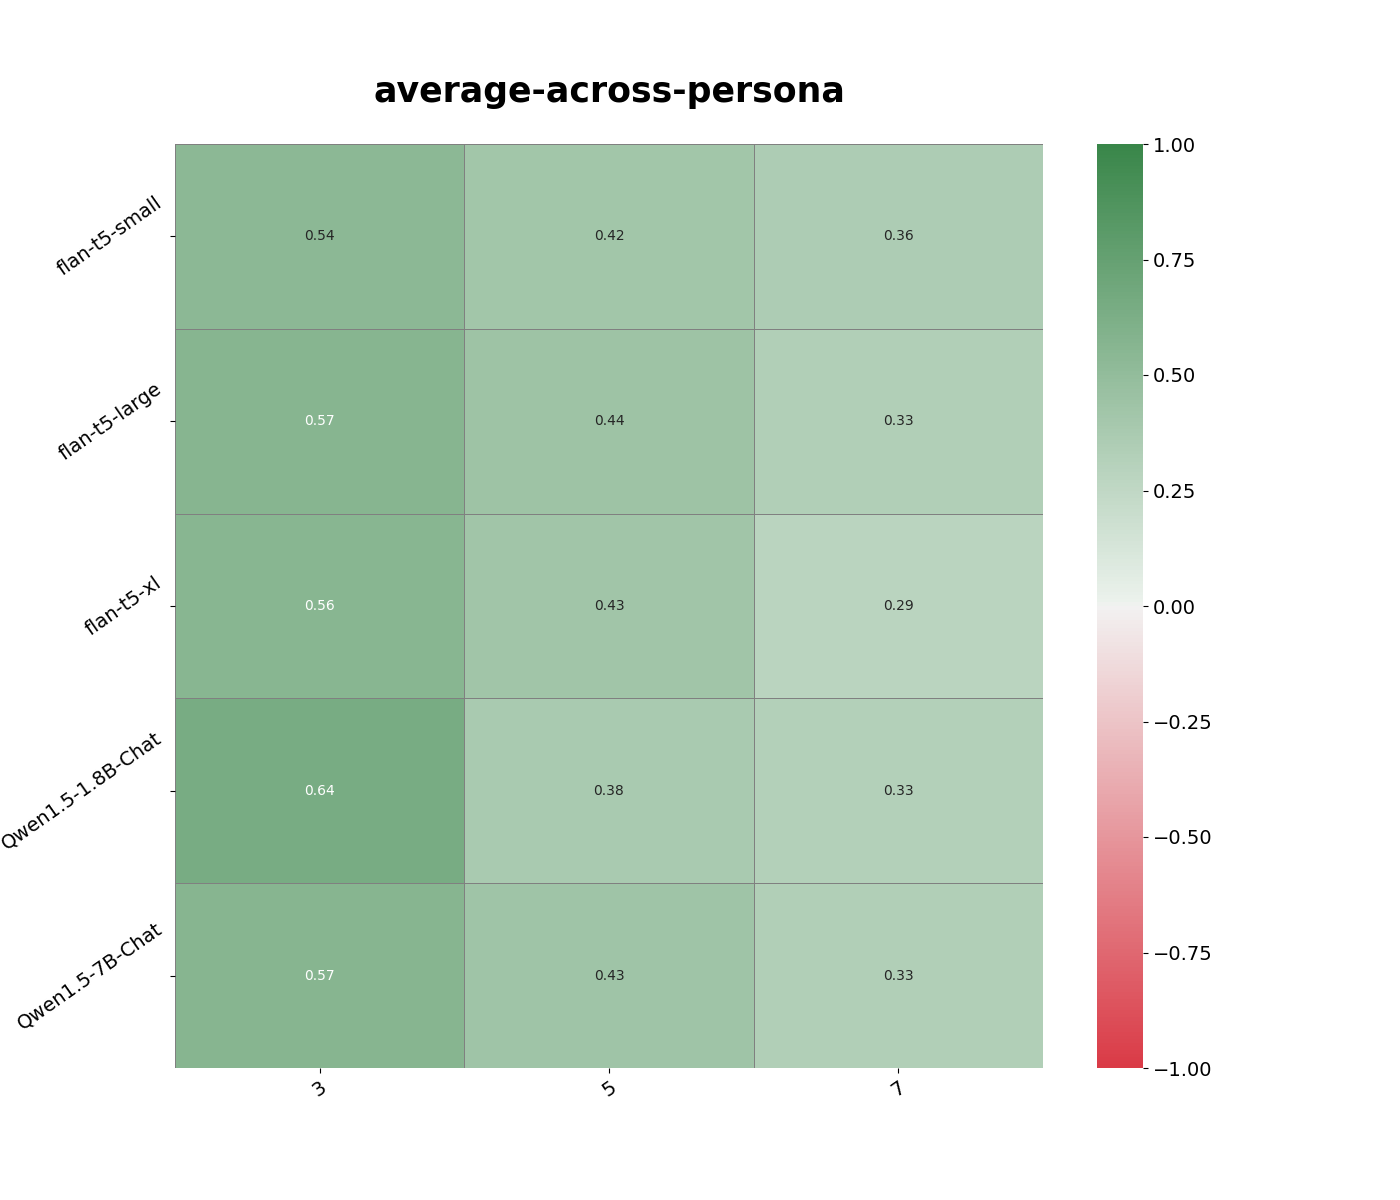 average-across-persona
flan-t5-small 0.54 0.42 0.36
flan-t5-large 0.57 0.44 0.33
flan-t5-xl 0.56 0.43 0.29
Qwen1.5-1.8B-Chat 0.64 0.38 0.33
Qwen1.5-7B-Chat 0.57 0.43 0.33
3 5 7
1.00
0.75
0.50
0.25
0.00
−0.25
−0.50
−0.75
−1.00